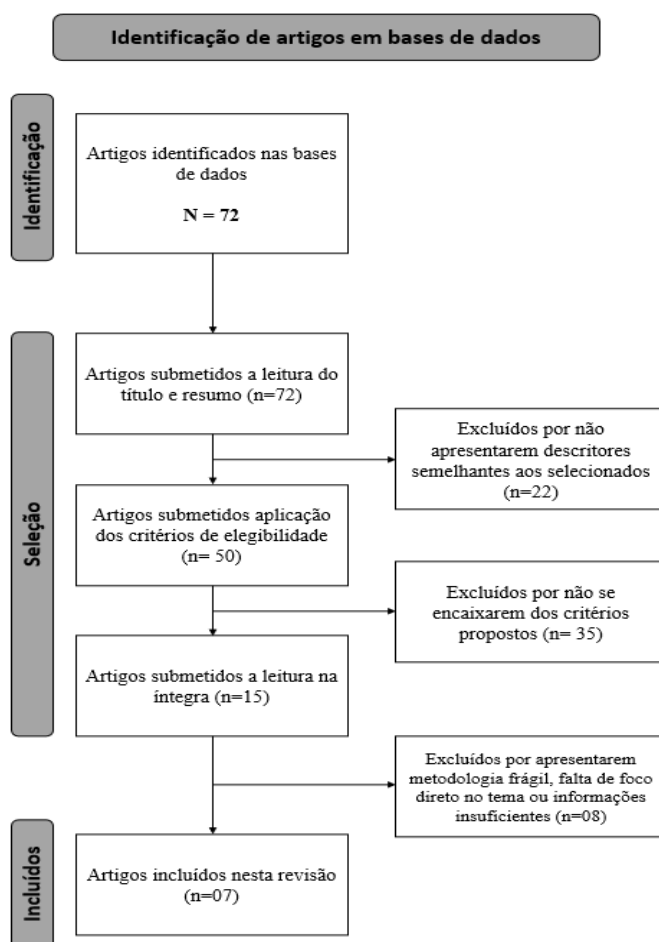 Identificação de artigos em bases de dados
Identificação
Artigos identificados nas bases
de dados
N = 72
Seleção
Artigos submetidos a leitura do
título e resumo (n=72)
Excluídos por não
apresentarem descritores
semelhantes aos selecionados
(n=22)
Artigos submetidos aplicação
dos critérios de elegibilidade
(n= 50)
Excluídos por não se
encaixarem dos critérios
propostos (n= 35)
Artigos submetidos a leitura na
íntegra (n=15)
Excluídos por apresentarem
metodologia frágil, falta de foco
direto no tema ou informações
insuficientes (n=08)
Incluídos
Artigos incluídos nesta revisão
(n=07)